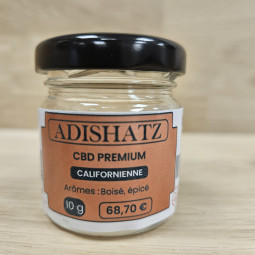 ADISHATZ
CBD PREMIUM
CALIFORNIENNE
Arômes : Boisé, épicé
10 g
68,70 €